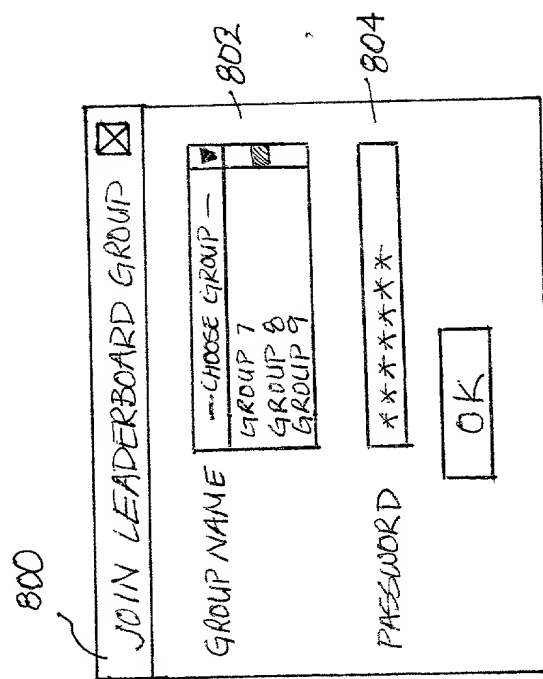 800
JOIN LEADERBOARD GROUP
802
GROUP NAME
— CHOOSE GROUP —
GROUP 7
GROUP 8
GROUP 9
804
PASSWORD
*******
OK